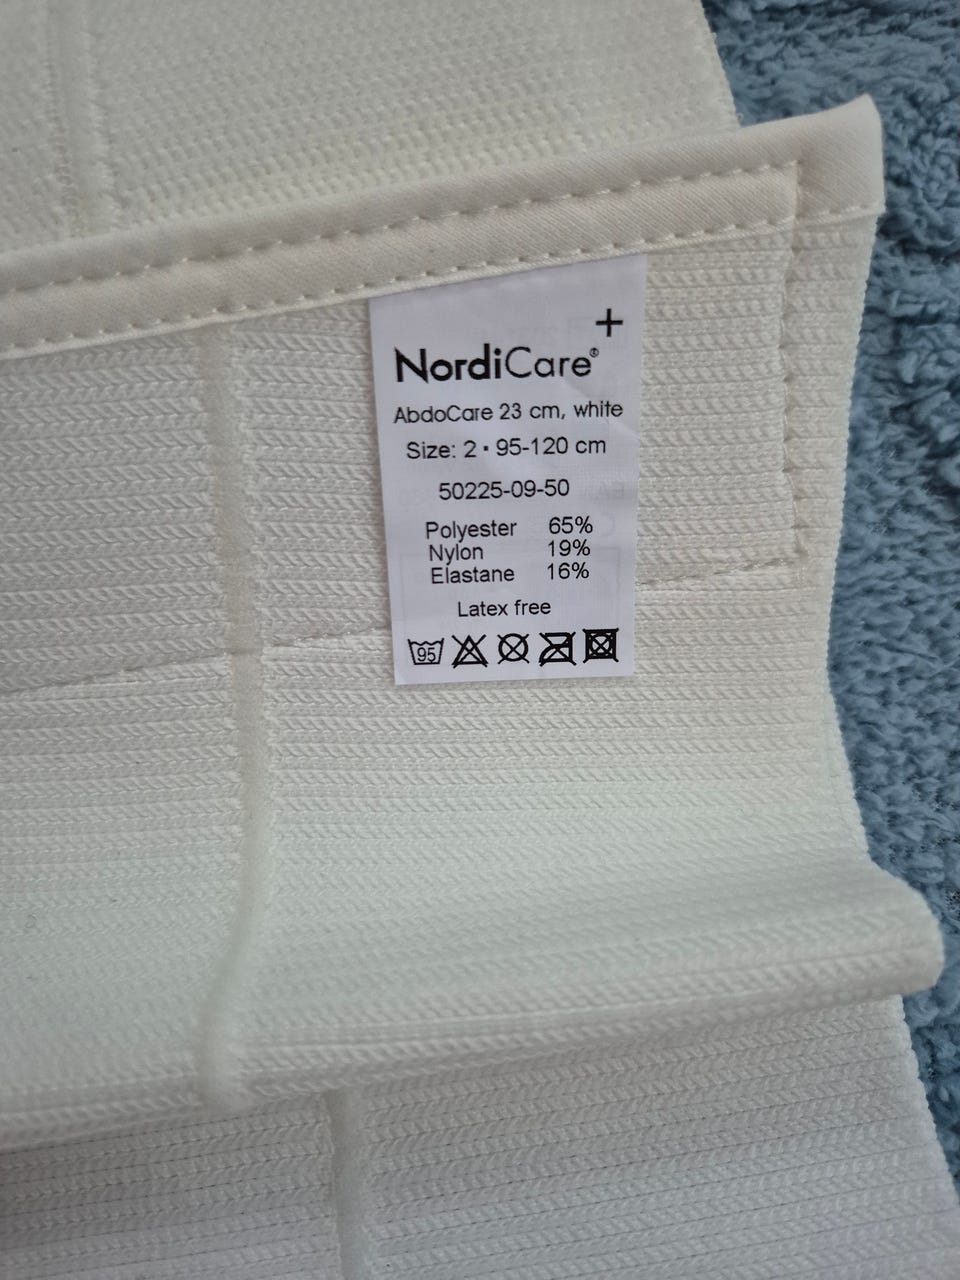 +
NordiCare®
AbdoCare 23 cm, white
Size: 2 ▪ 95-120 cm
50225-09-50
Polyester 65%
Nylon 19%
Elastane 16%
Latex free
95